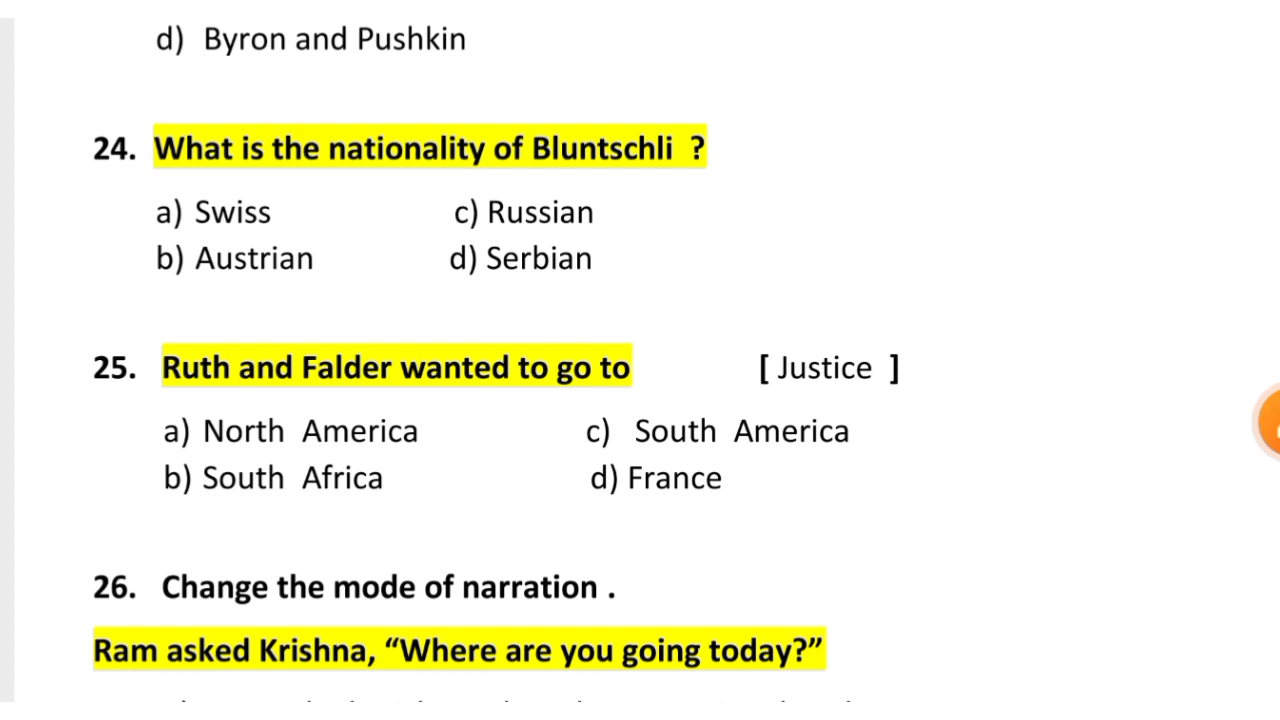 d) Byron and Pushkin
24. What is the nationality of Bluntschli ?
a) Swiss c) Russian
b) Austrian d) Serbian
25. Ruth and Falder wanted to go to [ Justice ]
a) North America c) South America
b) South Africa d) France
26. Change the mode of narration .
Ram asked Krishna, “Where are you going today?”